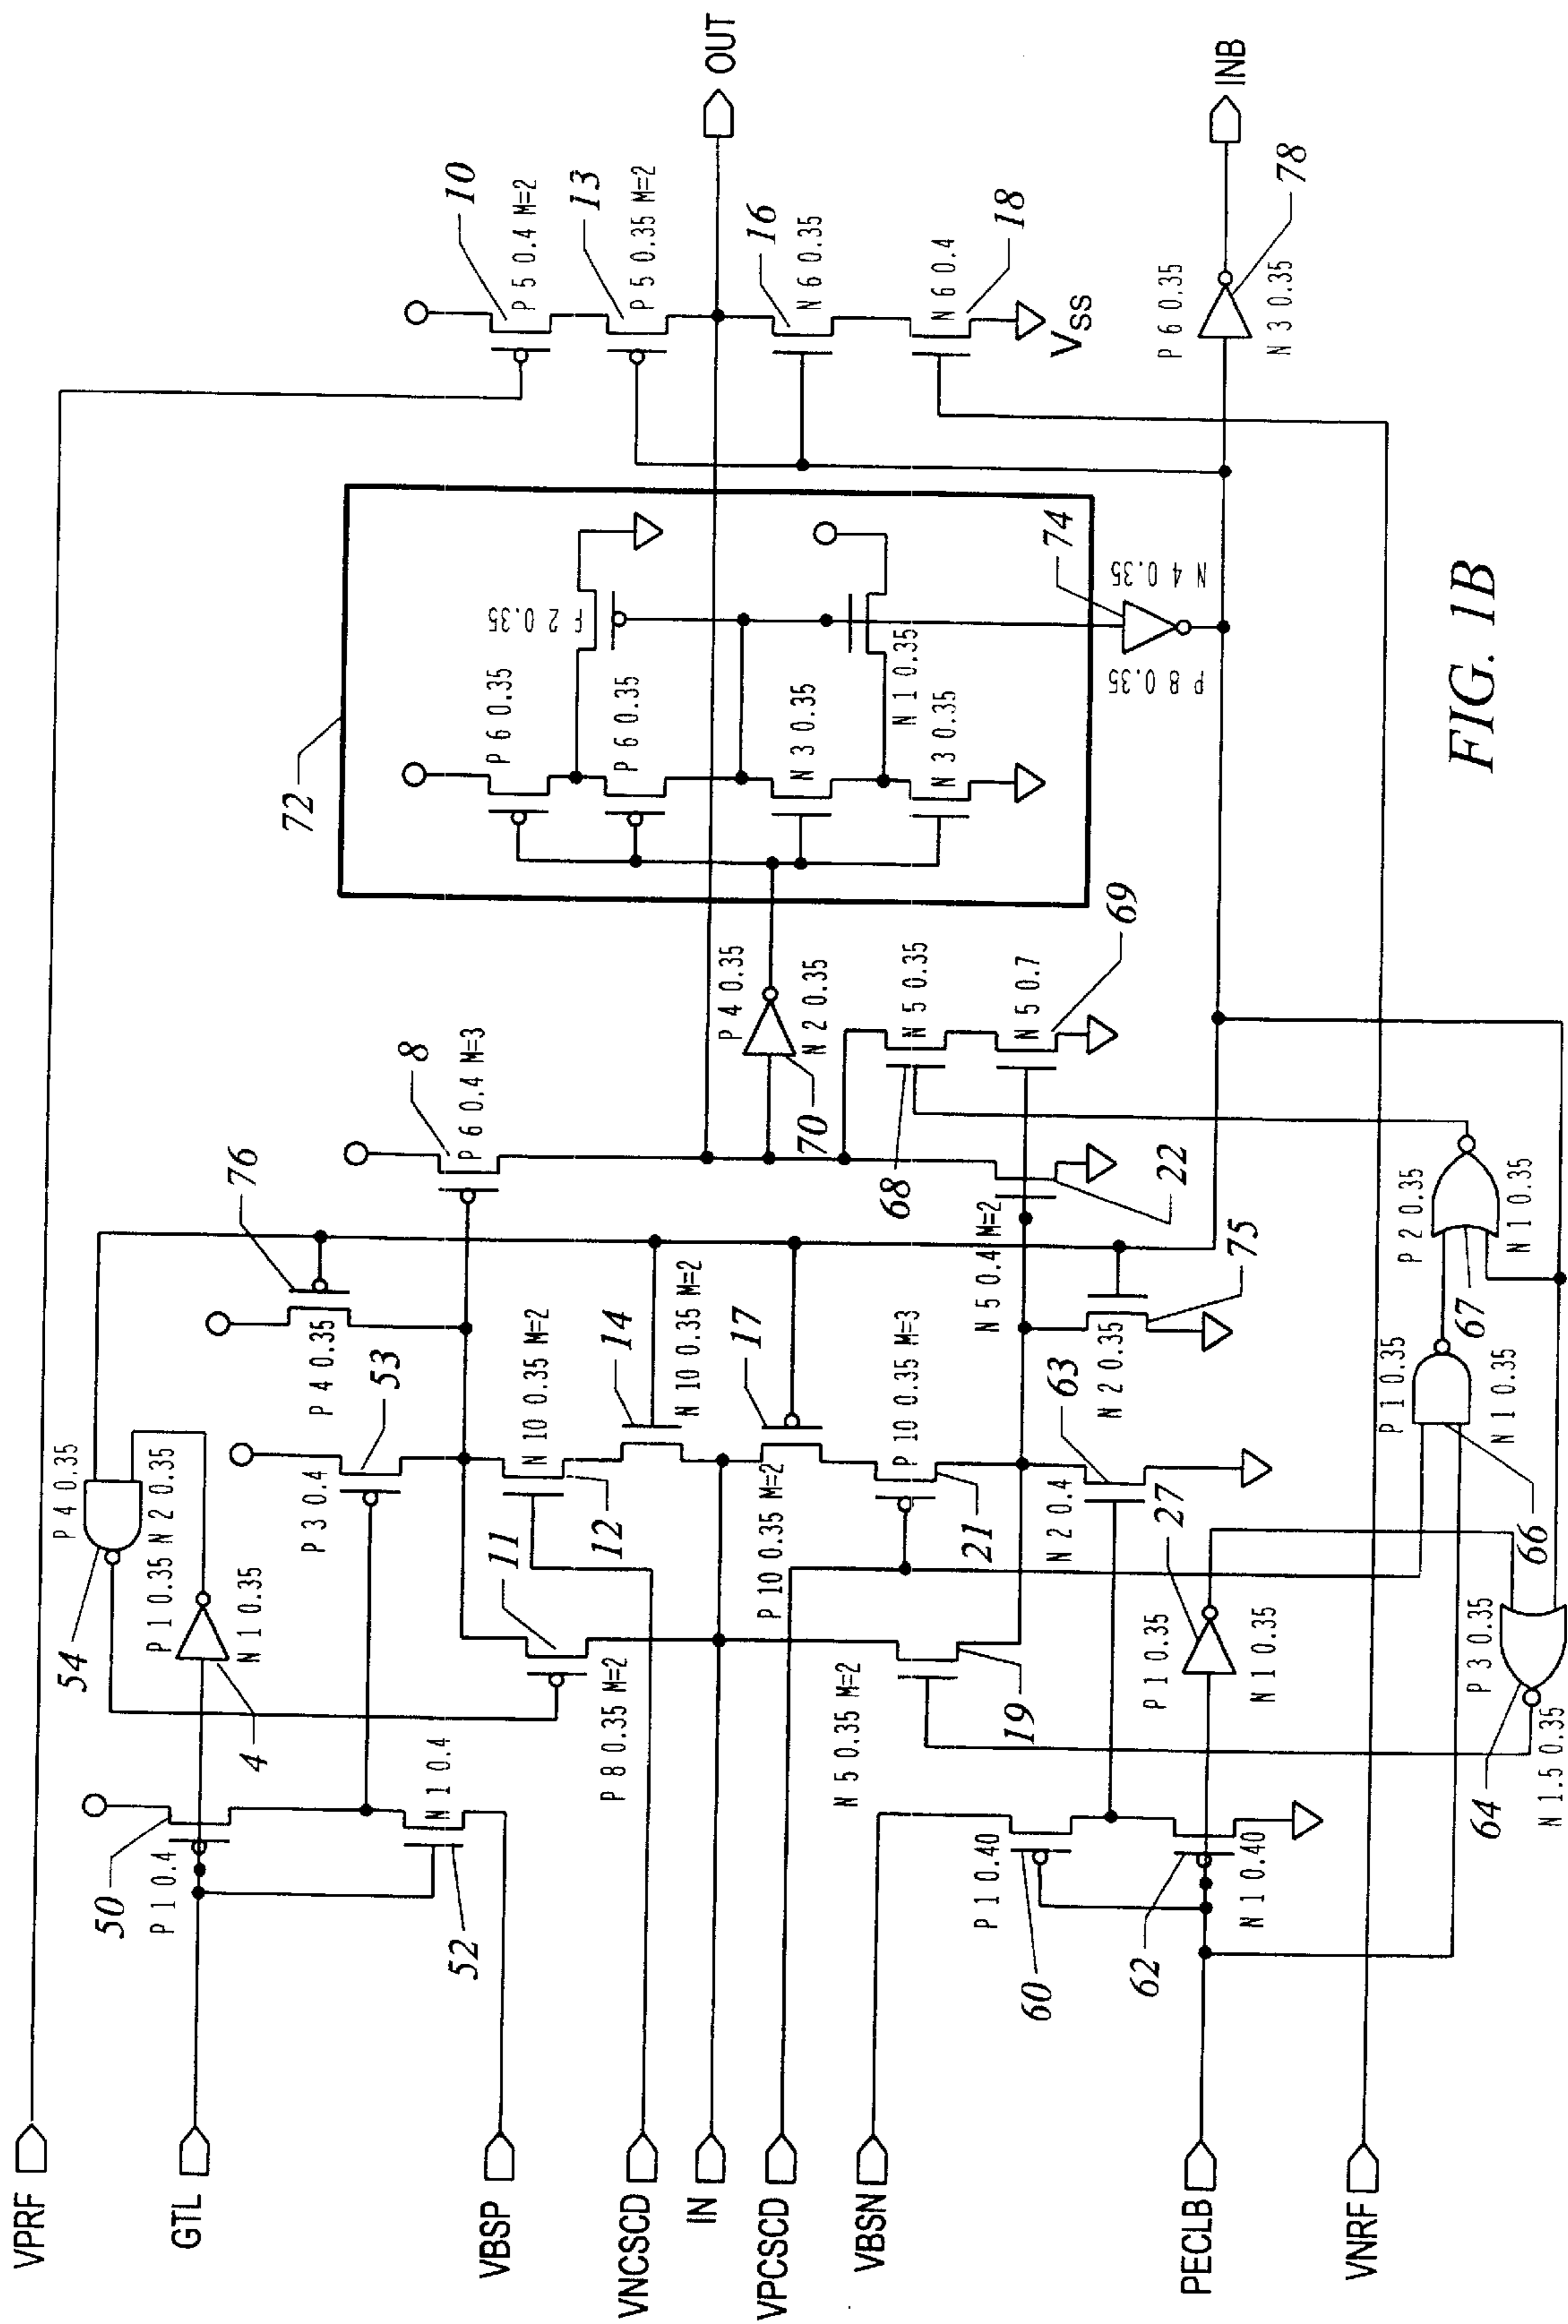 VPRF
GTL
VBSP
VNCSCD
IN
VPCSCD
VBSN
PECLB
VNRF
50
P 1 0.4
52
N 1 0.4
4
P 1 0.35
N 1 0.35
54
P 4 0.35
N 2 0.35
53
P 3 0.4
76
P 4 0.35
11
P 8 0.35 M=2
12
N 10 0.35 M=2
14
N 10 0.35 M=2
17
P 10 0.35 M=2
21
P 10 0.35 M=3
19
N 5 0.35 M=2
60
P 1 0.40
62
N 1 0.40
27
P 1 0.35
N 1 0.35
63
N 2 0.4
75
N 2 0.35
64
P 3 0.35
N 1.5 0.35
66
P 1 0.35
N 1 0.35
67
P 2 0.35
N 1 0.35
8
P 6 0.4 M=3
22
N 5 0.4 M=2
68
N 5 0.35
69
N 5 0.7
70
P 4 0.35
N 2 0.35
72
P 6 0.35
P 6 0.35
N 3 0.35
N 3 0.35
2 0.35
N 1 0.35
74
P 8 0.35
N 4 0.35
10
P 5 0.4 M=2
13
P 5 0.35 M=2
16
N 6 0.35
18
N 6 0.4
VSS
78
P 6 0.35
N 3 0.35
OUT
INB
FIG. 1B